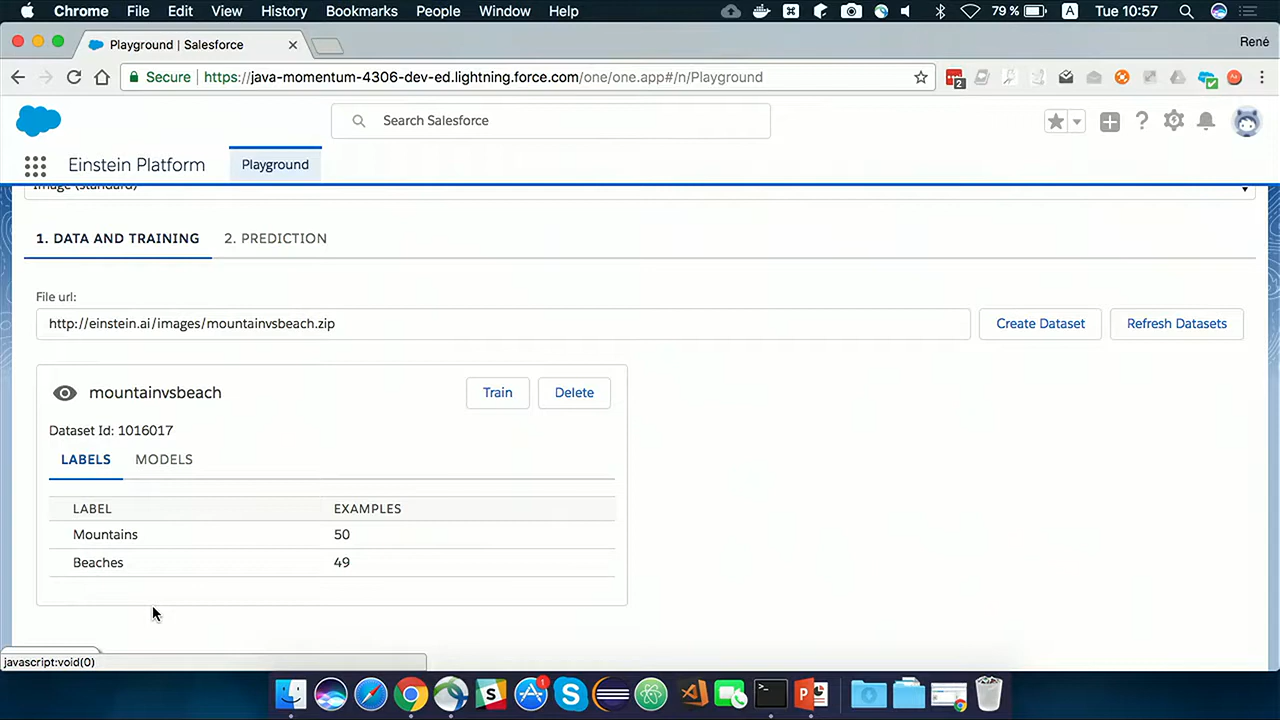 Chrome File Edit View History Bookmarks People Window Help 79 % A Tue 10:57
Playground | Salesforce
Renè
Secure https://java-momentum-4306-dev-ed.lightning.force.com/one/one.app#/n/Playground
2
Search Salesforce
Einstein Platform Playground
Image (standard)
1. DATA AND TRAINING 2. PREDICTION
File url:
http://einstein.ai/images/mountainvsbeach.zip Create Dataset Refresh Datasets
mountainvsbeach Train Delete
Dataset Id: 1016017
LABELS MODELS
LABEL EXAMPLES
Mountains 50
Beaches 49
javascript:void(0)
1